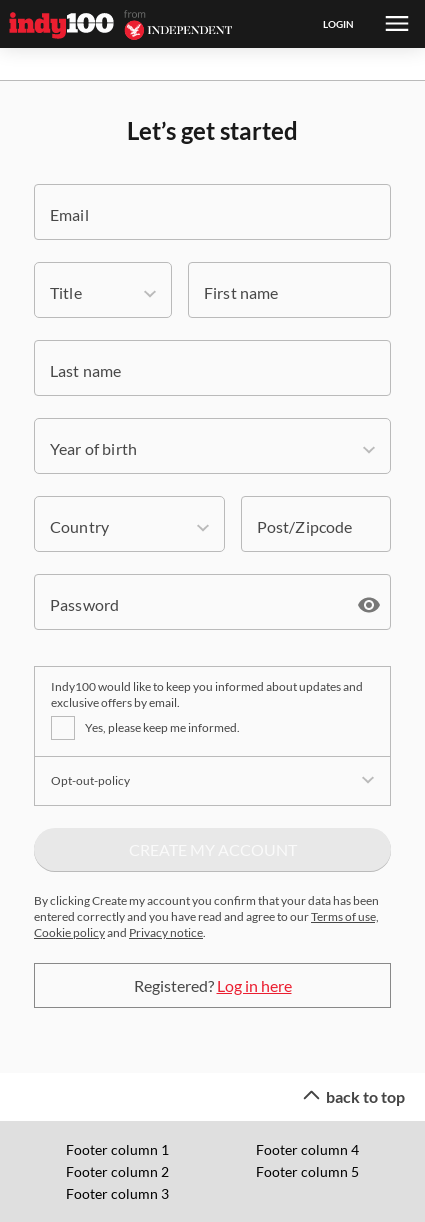 indy100 from INDEPENDENT LOGIN
Let’s get started
Email
Title First name
Last name
Year of birth
Country Post/Zipcode
Password
Indy100 would like to keep you informed about updates and
exclusive offers by email.
Yes, please keep me informed.
Opt-out-policy
CREATE MY ACCOUNT
By clicking Create my account you confirm that your data has been
entered correctly and you have read and agree to our Terms of use,
Cookie policy and Privacy notice.
Registered? Log in here
back to top
Footer column 1
Footer column 2
Footer column 3
Footer column 4
Footer column 5